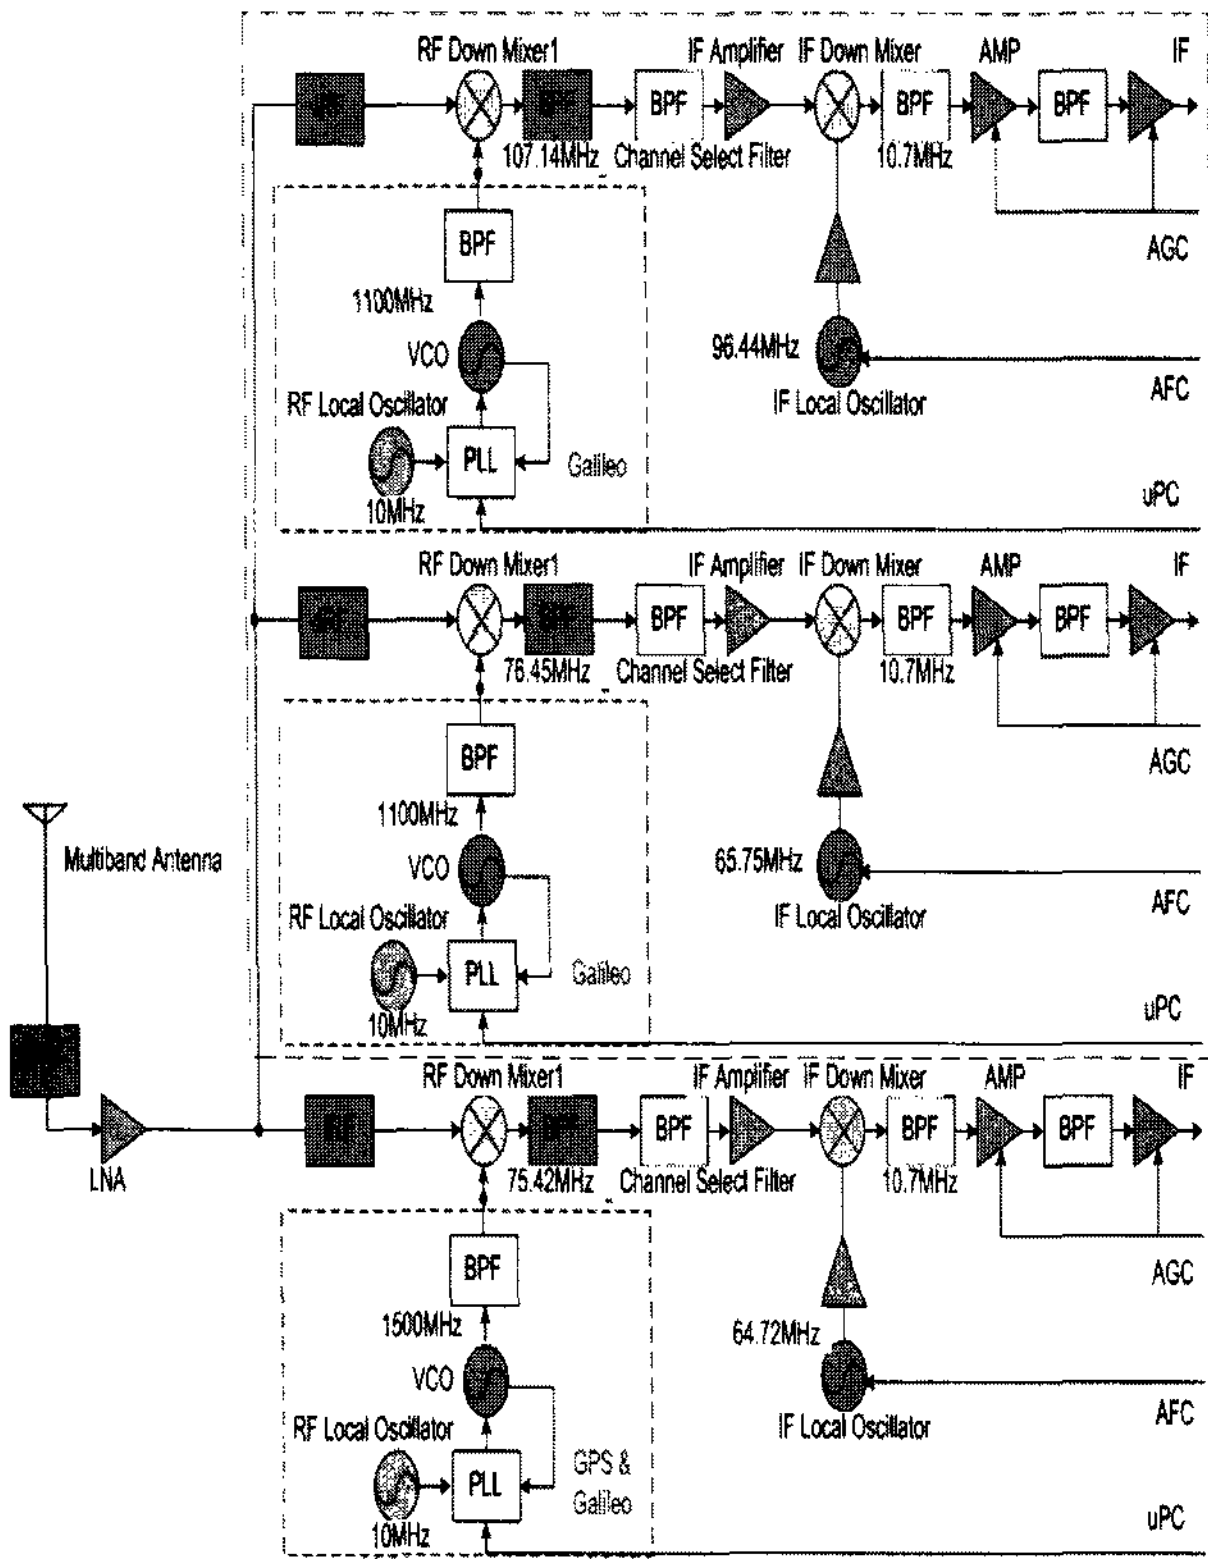 RF Down Mixer1
IF Amplifier
IF Down Mixer
AMP
IF
BPF
BPF
BPF
BPF
107.14MHz
Channel Select Filter
10.7MHz
BPF
AGC
1100MHz
VCO
96.44MHz
AFC
RF Local Oscillator
IF Local Oscillator
PLL
Galileo
10MHz
uPC
RF Down Mixer1
IF Amplifier
IF Down Mixer
AMP
IF
BPF
BPF
BPF
BPF
76.45MHz
Channel Select Filter
10.7MHz
BPF
AGC
1100MHz
Multiband Antenna
VCO
65.75MHz
AFC
RF Local Oscillator
IF Local Oscillator
PLL
Galileo
10MHz
uPC
RF Down Mixer1
IF Amplifier
IF Down Mixer
AMP
IF
BPF
BPF
BPF
BPF
LNA
75.42MHz
Channel Select Filter
10.7MHz
BPF
AGC
1500MHz
VCO
64.72MHz
AFC
RF Local Oscillator
IF Local Oscillator
PLL
GPS &
Galileo
10MHz
uPC